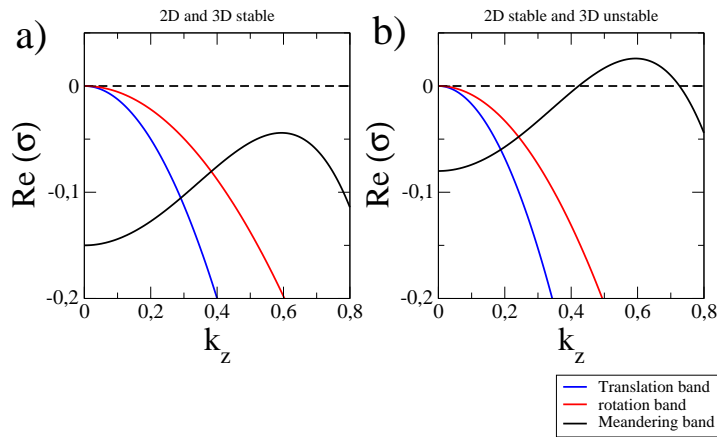 2D and 3D stable
2D stable and 3D unstable
a)
b)
Re (σ)
0
-0,1
-0,2
0
0,2
0,4
0,6
0,8
k_z
Re (σ)
0
-0,1
-0,2
0
0,2
0,4
0,6
0,8
k_z
Translation band
rotation band
Meandering band